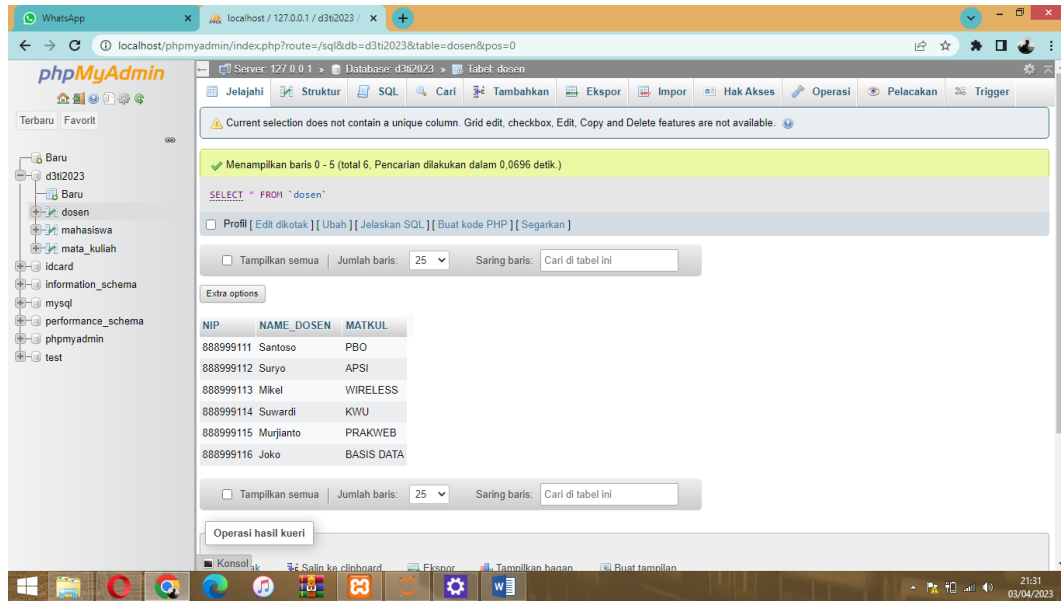 WhatsApp
localhost / 127.0.0.1 / d3ti2023 /
localhost/phpmyadmin/index.php?route=/sql&db=d3ti2023&table=dosen&pos=0
phpMyAdmin
Terbaru Favorit
Baru
d3ti2023
Baru
dosen
mahasiswa
mata_kuliah
idcard
information_schema
mysql
performance_schema
phpmyadmin
test
Server: 127.0.0.1 » Database: d3ti2023 » Tabel: dosen
Jelajahi Struktur SQL Cari Tambahkan Ekspor Impor Hak Akses Operasi Pelacakan Trigger
Current selection does not contain a unique column. Grid edit, checkbox, Edit, Copy and Delete features are not available.
Menampilkan baris 0 - 5 (total 6, Pencarian dilakukan dalam 0,0696 detik.)
SELECT * FROM `dosen`
Profil [ Edit dikotak ] [ Ubah ] [ Jelaskan SQL ] [ Buat kode PHP ] [ Segarkan ]
Tampilkan semua | Jumlah baris: 25 Saring baris: Cari di tabel ini
Extra options
NIP NAME_DOSEN MATKUL
888999111 Santoso PBO
888999112 Suryo APSI
888999113 Mikel WIRELESS
888999114 Suwardi KWU
888999115 Murjianto PRAKWEB
888999116 Joko BASIS DATA
Tampilkan semua | Jumlah baris: 25 Saring baris: Cari di tabel ini
Operasi hasil kueri
Konsol Salin ke clipboard Ekspor Tampilkan bagan Buat tampilan
21:31
03/04/2023